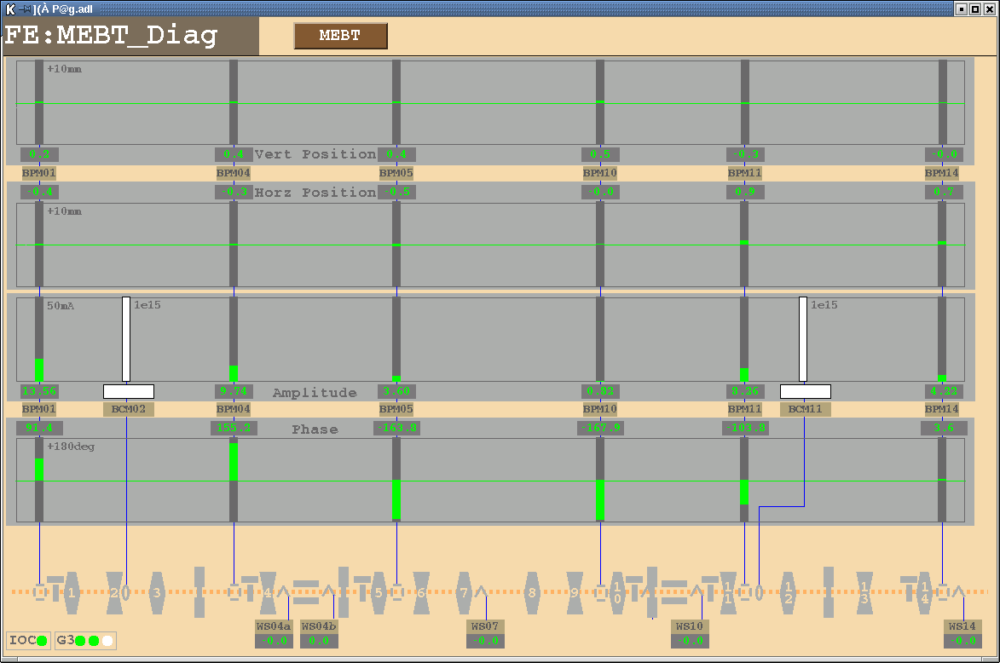 ](À P@g.adl
FE:MEBT_Diag
MEBT
+10mm
0.2 0.4 Vert Position 0.4 0.5 -0.3 -0.0
BPM01 BPM04 BPM05 BPM10 BPM11 BPM14
-0.4 -0.3 Horz Position -0.5 -0.0 0.9 0.7
+10mm
50mA 1e15 1e15
13.56 9.74 Amplitude 3.60 0.82 8.26 4.22
BPM01 BCM02 BPM04 BPM05 BPM10 BPM11 BCM11 BPM14
91.4 155.2 Phase -163.8 -167.9 -103.8 3.6
+180deg
1 2 3 4 5 6 7 8 9 10 11 12 13 14
WS04a WS04b WS07 WS10 WS14
-0.0 0.0 -0.0 -0.0 -0.0
IOC G3